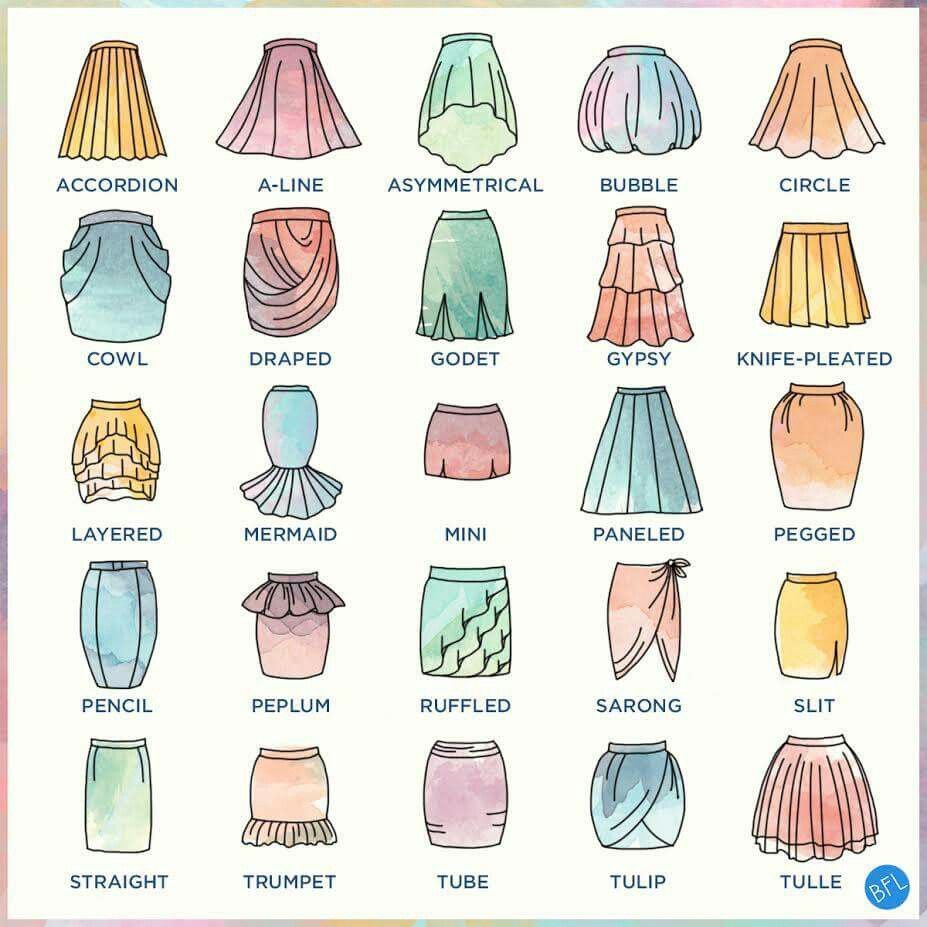 ACCORDION
A-LINE
ASYMMETRICAL
BUBBLE
CIRCLE
COWL
DRAPED
GODET
GYPSY
KNIFE-PLEATED
LAYERED
MERMAID
MINI
PANELED
PEGGED
PENCIL
PEPLUM
RUFFLED
SARONG
SLIT
STRAIGHT
TRUMPET
TUBE
TULIP
TULLE
BFL